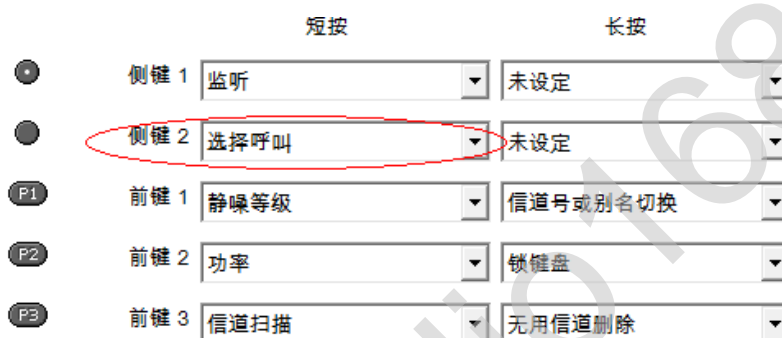 短按 长按
侧键 1 监听 未设定
侧键 2 选择呼叫 未设定
P1 前键 1 静噪等级 信道号或别名切换
P2 前键 2 功率 锁键盘
P3 前键 3 信道扫描 无用信道删除